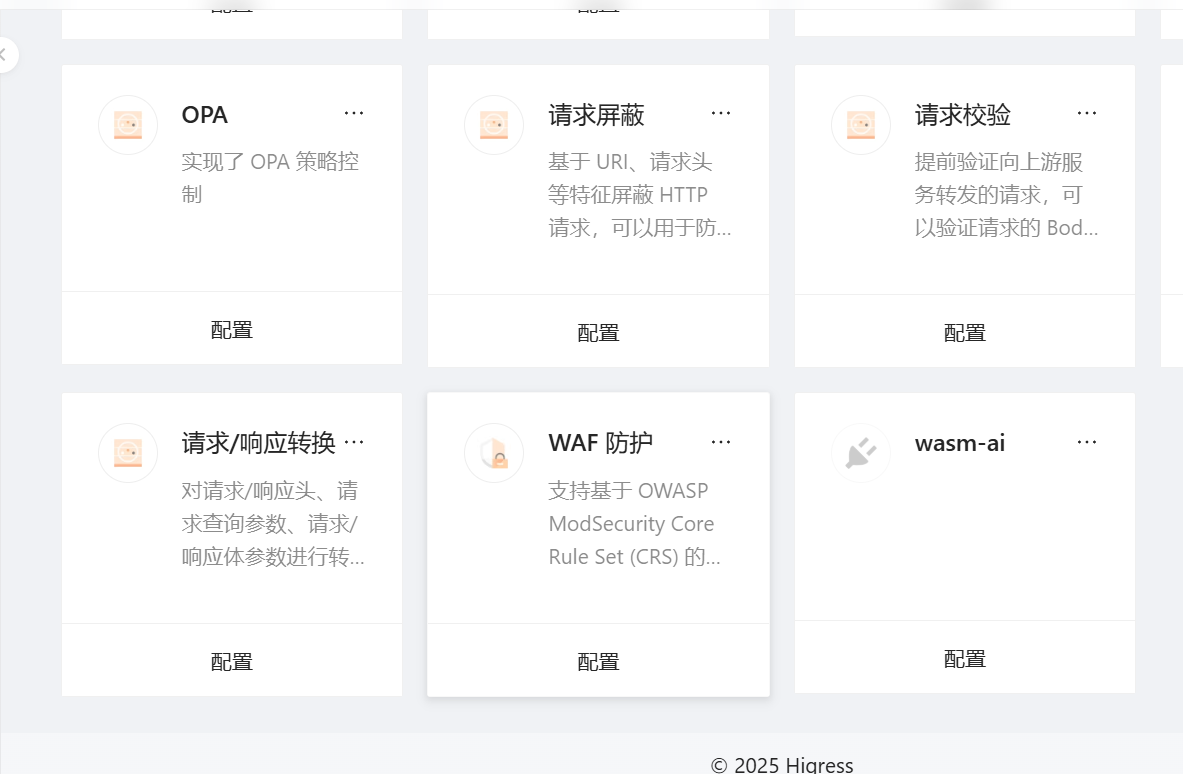 配置
配置
OPA
实现了 OPA 策略控
制
配置
请求屏蔽
基于 URI、请求头
等特征屏蔽 HTTP
请求，可以用于防...
配置
请求校验
提前验证向上游服
务转发的请求，可
以验证请求的 Bod...
配置
请求/响应转换
对请求/响应头、请
求查询参数、请求/
响应体参数进行转...
配置
WAF 防护
支持基于 OWASP
ModSecurity Core
Rule Set (CRS) 的...
配置
wasm-ai
配置
© 2025 Higress